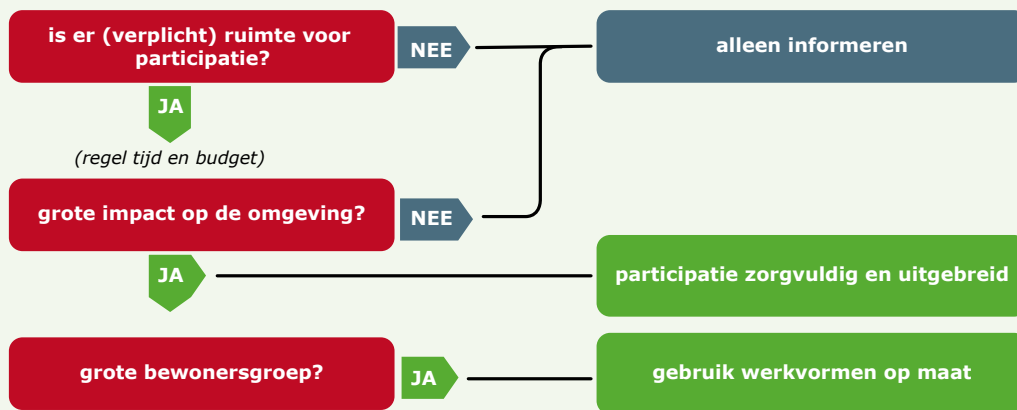 is er (verplicht) ruimte voor
participatie?
NEE
alleen informeren
JA
(regel tijd en budget)
grote impact op de omgeving?
NEE
JA
participatie zorgvuldig en uitgebreid
grote bewonersgroep?
JA
gebruik werkvormen op maat